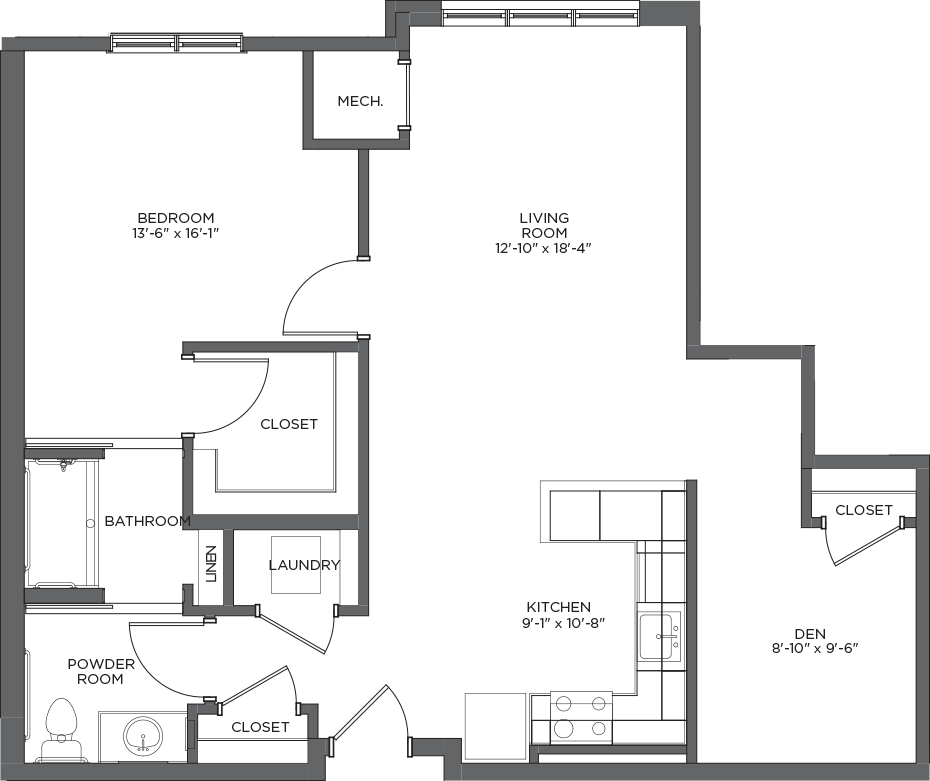 MECH.
BEDROOM
13'-6" x 16'-1"
LIVING
ROOM
12'-10" x 18'-4"
CLOSET
CLOSET
BATHROOM
LINEN
LAUNDRY
KITCHEN
9'-1" x 10'-8"
DEN
8'-10" x 9'-6"
POWDER
ROOM
CLOSET